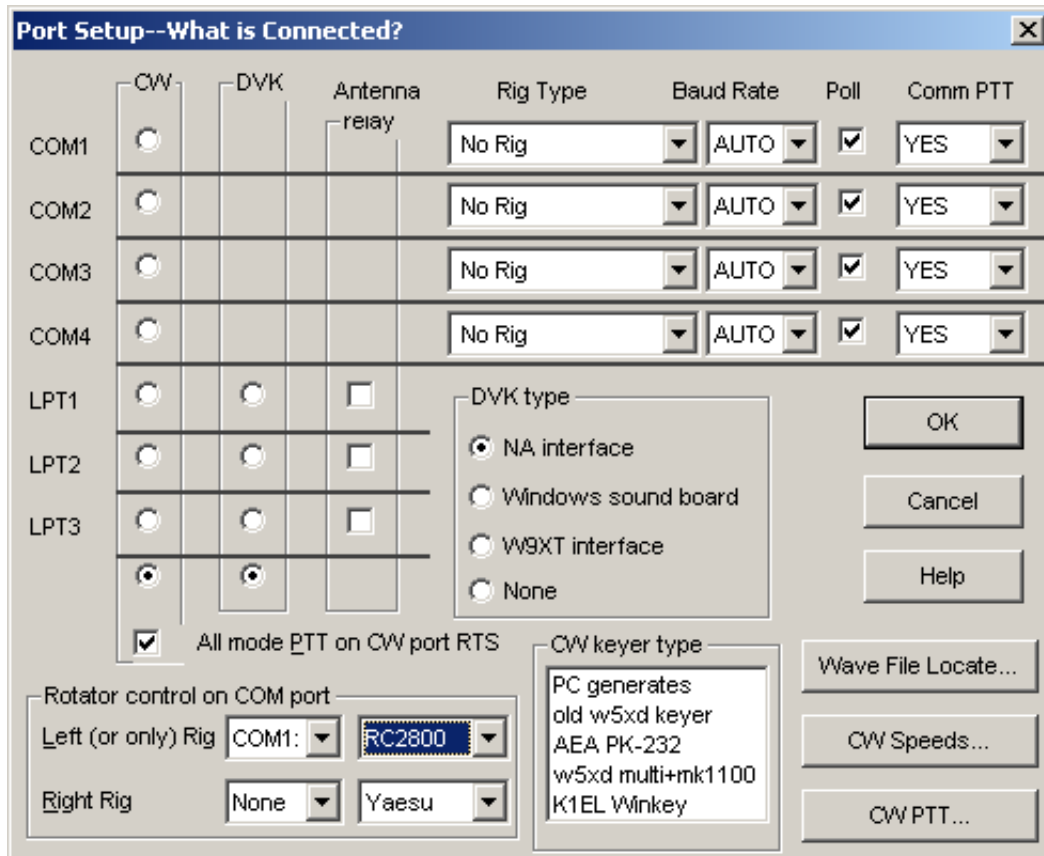 Port Setup--What is Connected?
CW DVK Antenna relay Rig Type Baud Rate Poll Comm PTT
COM1 No Rig AUTO YES
COM2 No Rig AUTO YES
COM3 No Rig AUTO YES
COM4 No Rig AUTO YES
LPT1
LPT2
LPT3
DVK type
NA interface
Windows sound board
W9XT interface
None
OK
Cancel
Help
All mode PTT on CW port RTS
Rotator control on COM port
Left (or only) Rig COM1: RC2800
Right Rig None Yaesu
CW keyer type
PC generates
old w5xd keyer
AEA PK-232
w5xd multi+mk1100
K1EL Winkey
Wave File Locate...
CW Speeds...
CW PTT...